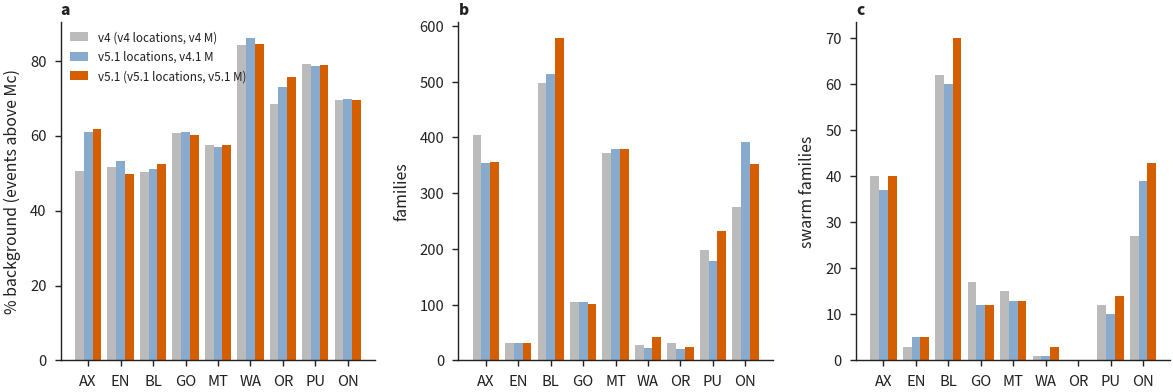 a
v4 (v4 locations, v4 M)
v5.1 locations, v4.1 M
v5.1 (v5.1 locations, v5.1 M)
% background (events above Mc)
80
60
40
20
0
AX EN BL GO MT WA OR PU ON
b
families
600
500
400
300
200
100
0
AX EN BL GO MT WA OR PU ON
c
swarm families
70
60
50
40
30
20
10
0
AX EN BL GO MT WA OR PU ON